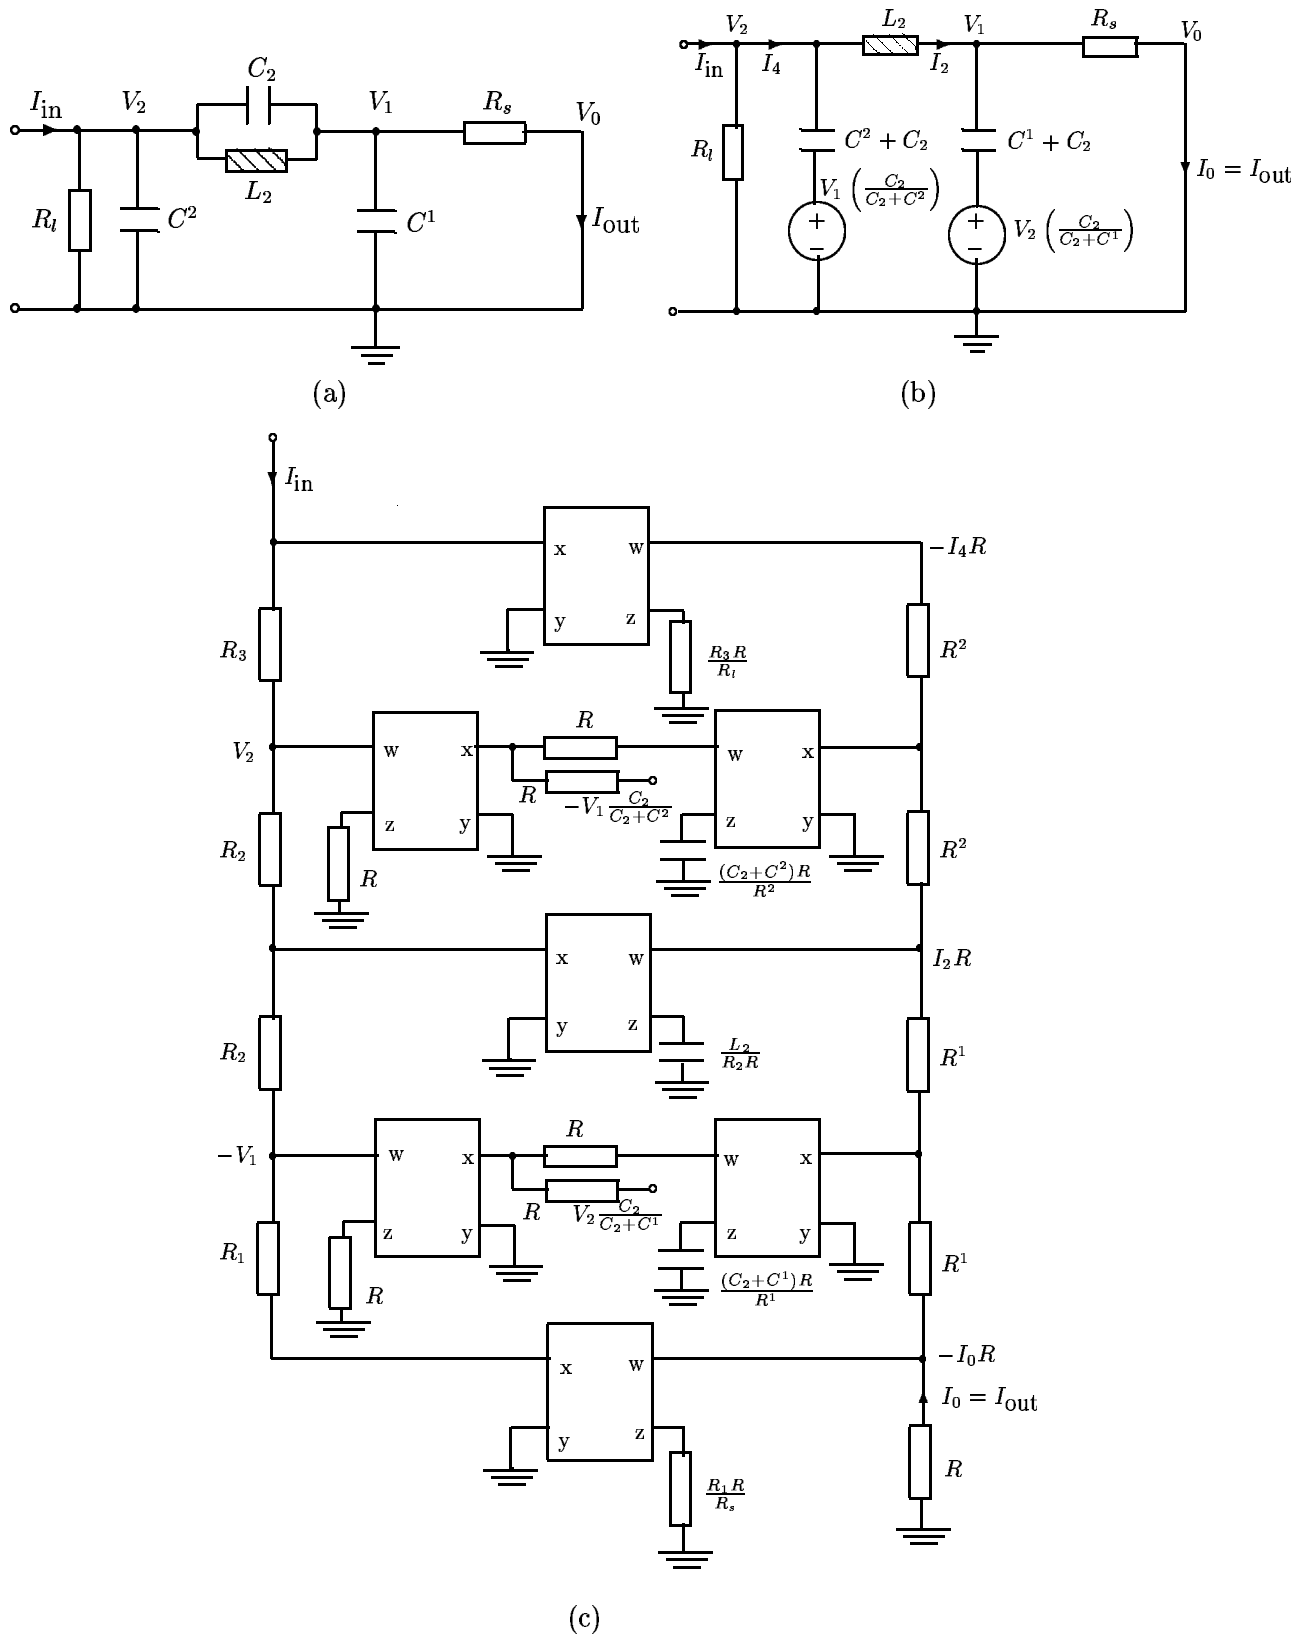 I_in
V_2
C_2
L_2
V_1
R_s
V_0
R_l
C^2
C^1
I_out
(a)
V_2
L_2
V_1
R_s
V_0
I_in
I_4
I_2
R_l
C^2 + C_2
C^1 + C_2
V_1 (C_2/(C_2+C^2))
+
−
V_2 (C_2/(C_2+C^1))
+
−
I_0 = I_out
(b)
I_in
x
w
−I_4R
y
z
R_3
R_3R/R_l
R^2
V_2
w
x
R
w
x
R
−V_1 C_2/(C_2+C^2)
z
y
z
y
R_2
R
(C_2+C^2)R/R^2
R^2
x
w
I_2R
y
z
R_2
L_2/(R_2R)
R^1
−V_1
w
x
R
w
x
R
V_2 C_2/(C_2+C^1)
z
y
z
y
R_1
R
(C_2+C^1)R/R^1
R^1
x
w
−I_0R
y
z
I_0 = I_out
R_1R/R_s
R
(c)